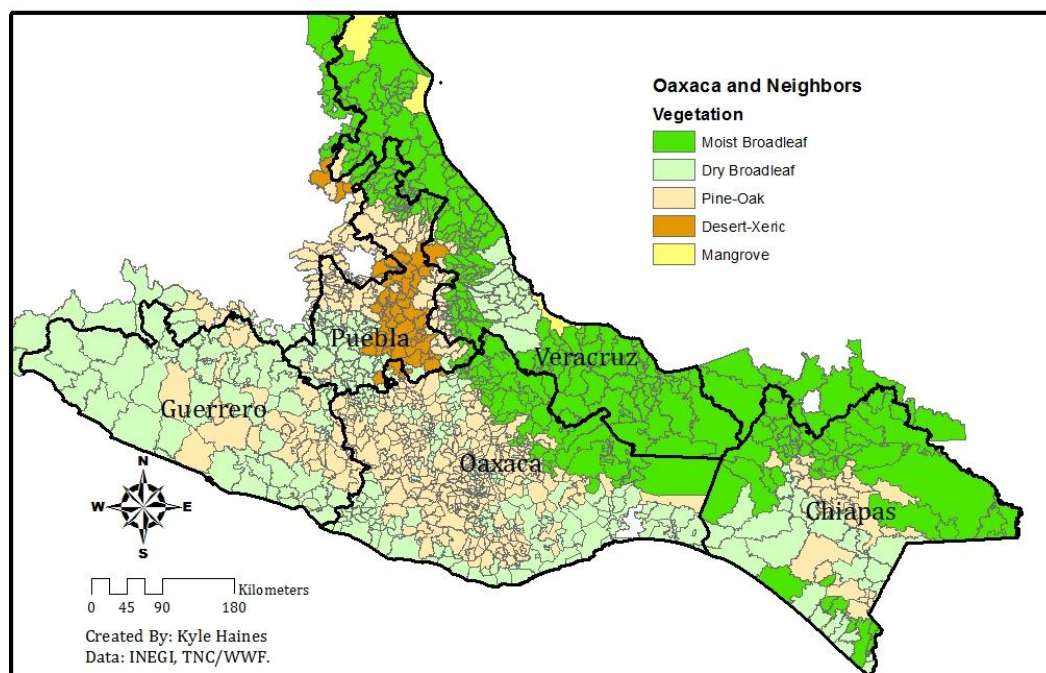 Oaxaca and Neighbors
Vegetation
Moist Broadleaf
Dry Broadleaf
Pine-Oak
Desert-Xeric
Mangrove
Puebla
Veracruz
Guerrero
Oaxaca
Chiapas
N
W E
S
Kilometers
0 45 90 180
Created By: Kyle Haines
Data: INEGI, TNC/WWF.